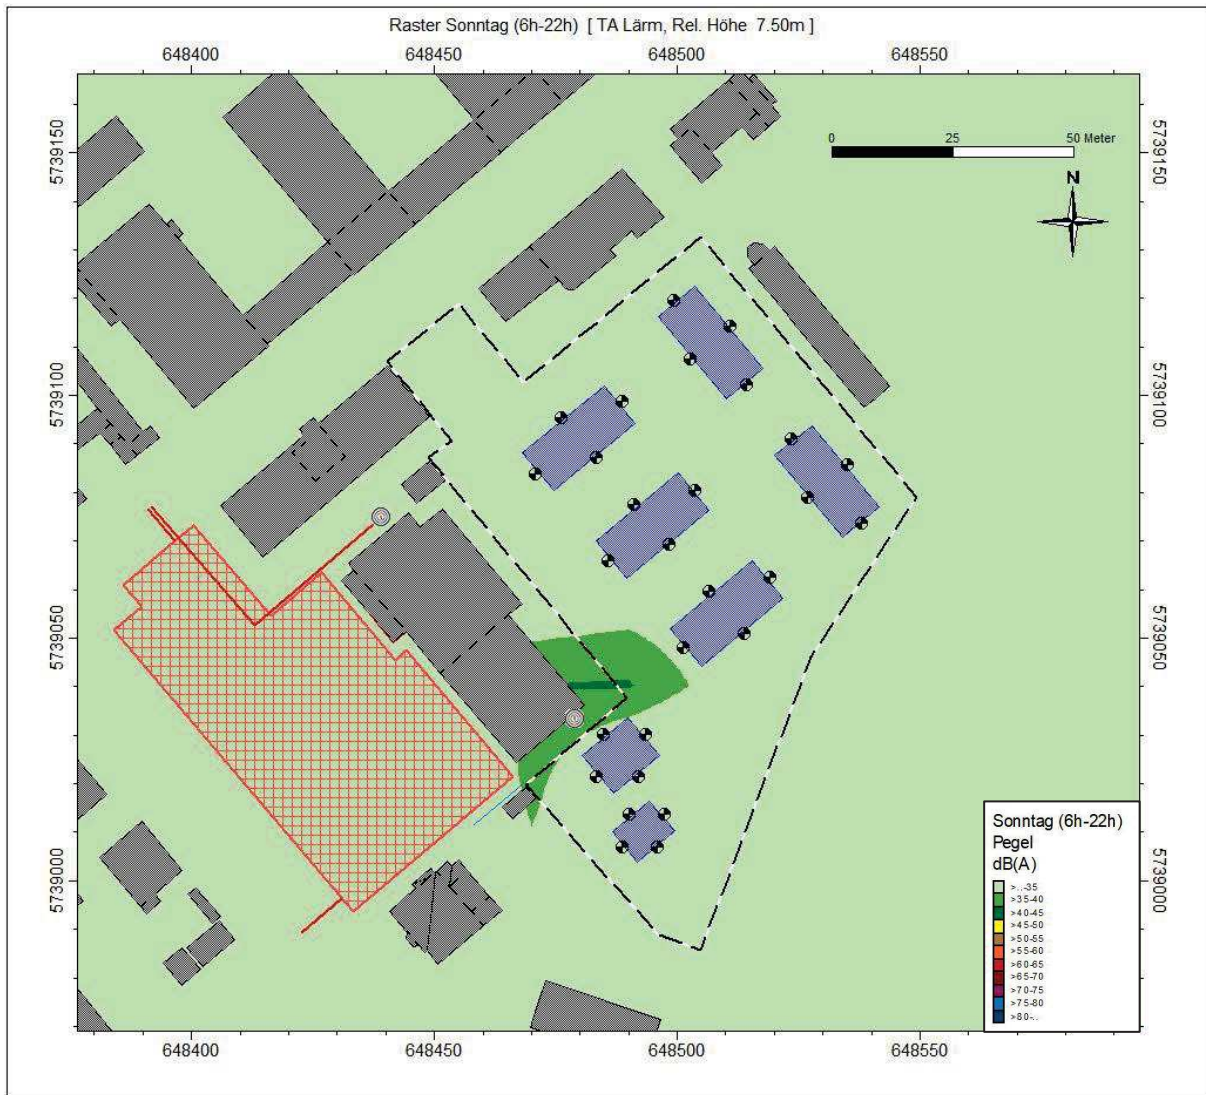 Raster Sonntag (6h-22h) [ TA Lärm, Rel. Höhe 7.50m ]
648400 648450 648500 648550
5739150
0 25 50 Meter
5739150
N
5739100
5739100
5739050
5739050
5739000
5739000
Sonntag (6h-22h)
Pegel
dB(A)
>..-35
>35-40
>40-45
>45-50
>50-55
>55-60
>60-65
>65-70
>70-75
>75-80
>80-..
648400 648450 648500 648550